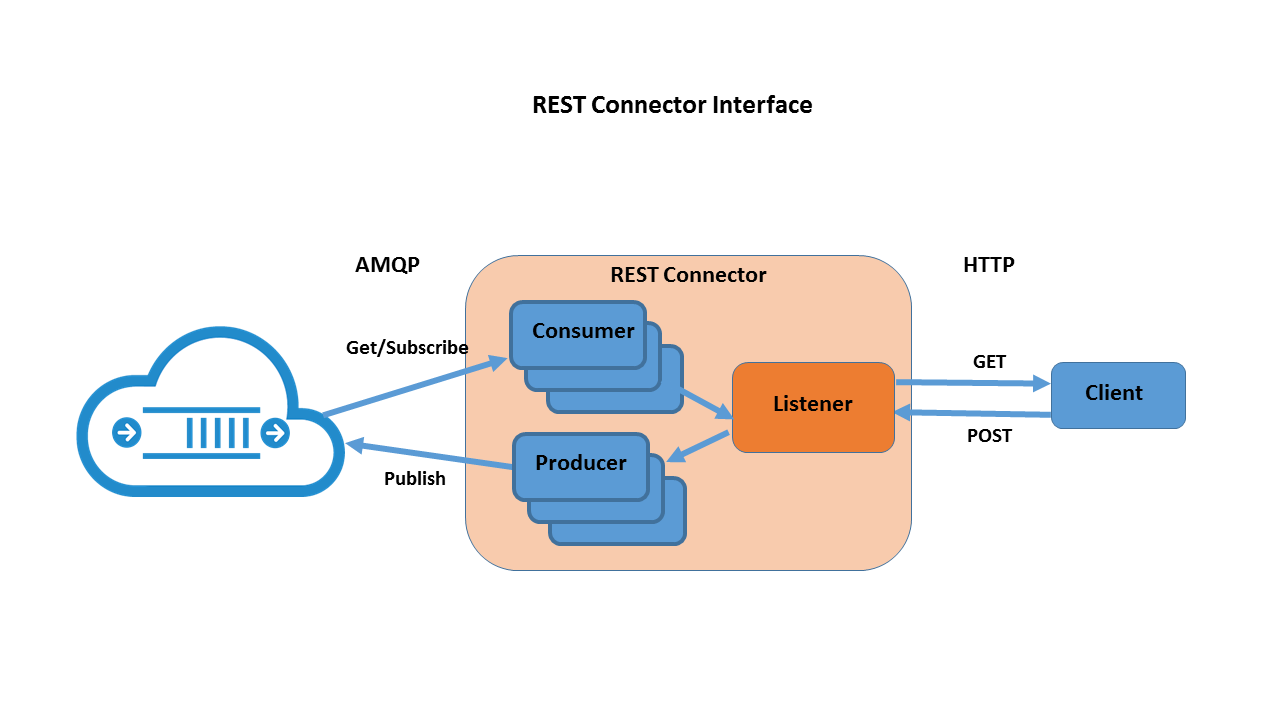 REST Connector Interface
AMQP
REST Connector
HTTP
Consumer
Get/Subscribe
GET
Client
Listener
POST
Producer
Publish